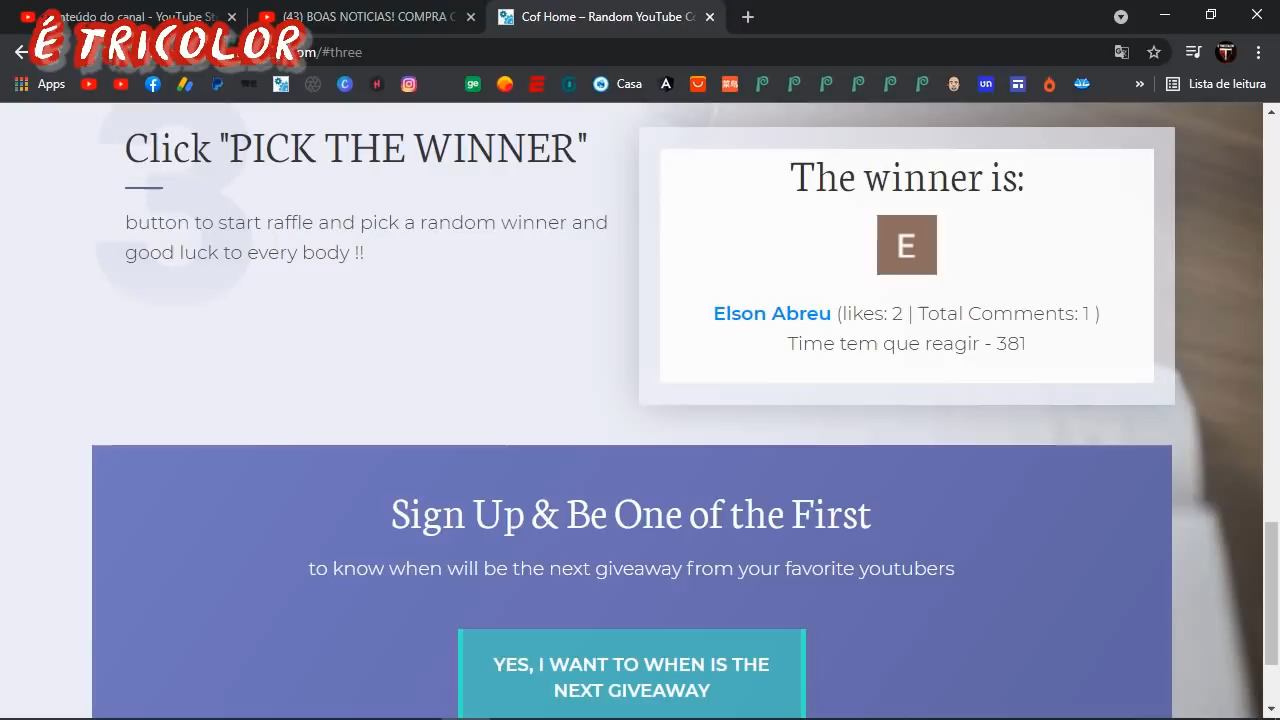 nteúdo do canal - YouTube St
(43) BOAS NOTICIAS! COMPRA C
Cof Home – Random YouTube Co
É TRICOLOR
om/#three
Apps
ge
Casa
un
»
Lista de leitura
3
Click "PICK THE WINNER"
button to start raffle and pick a random winner and
good luck to every body !!
The winner is:
E
Elson Abreu (likes: 2 | Total Comments: 1 )
Time tem que reagir - 381
Sign Up & Be One of the First
to know when will be the next giveaway from your favorite youtubers
YES, I WANT TO WHEN IS THE
NEXT GIVEAWAY